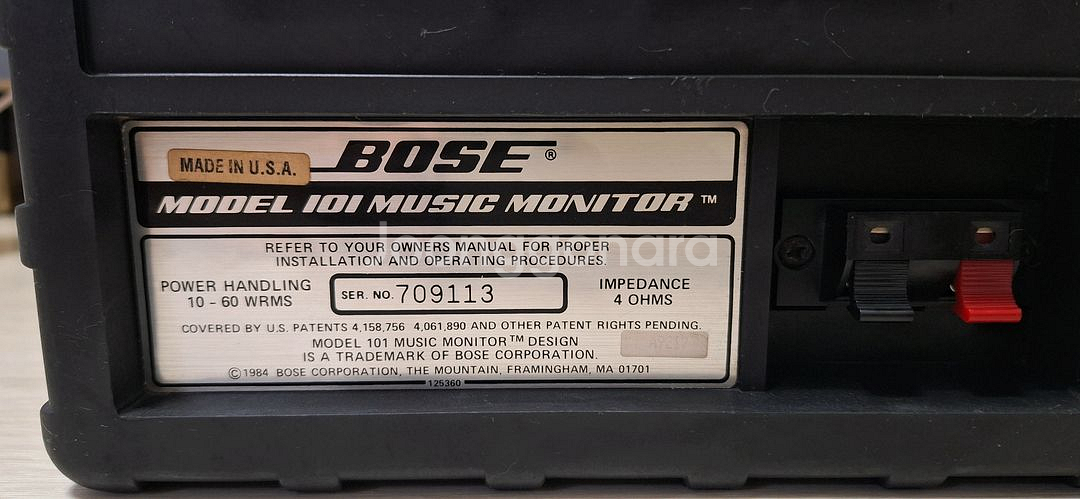 MADE IN U.S.A.
BOSE®
MODEL 101 MUSIC MONITOR™
REFER TO YOUR OWNERS MANUAL FOR PROPER
INSTALLATION AND OPERATING PROCEDURES.
POWER HANDLING
10 - 60 WRMS
SER. NO. 709113
IMPEDANCE
4 OHMS
COVERED BY U.S. PATENTS 4,158,756 4,061,890 AND OTHER PATENT RIGHTS PENDING.
MODEL 101 MUSIC MONITOR™ DESIGN
IS A TRADEMARK OF BOSE CORPORATION.
©1984 BOSE CORPORATION, THE MOUNTAIN, FRAMINGHAM, MA 01701
125360
joonggonara